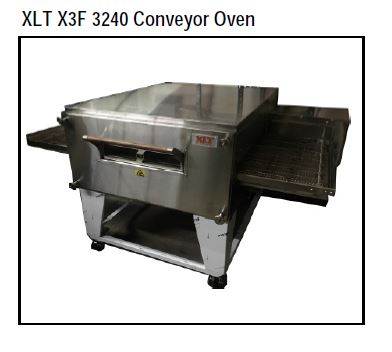 XLT X3F 3240 Conveyor Oven
XLT